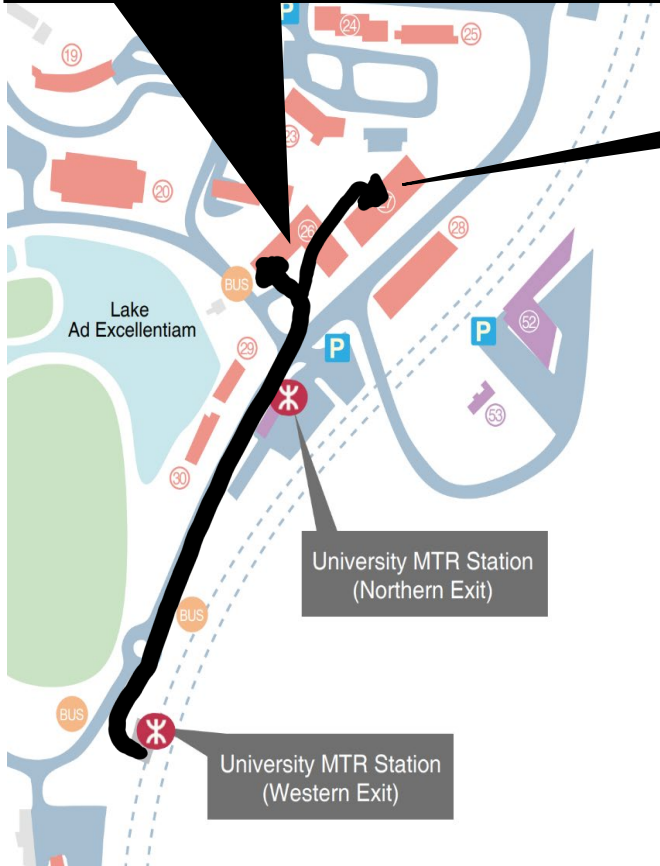 P
24
25
19
23
20
27
26
28
BUS
Lake
Ad Excellentiam
52
P
P
29
53
30
University MTR Station
(Northern Exit)
BUS
BUS
University MTR Station
(Western Exit)